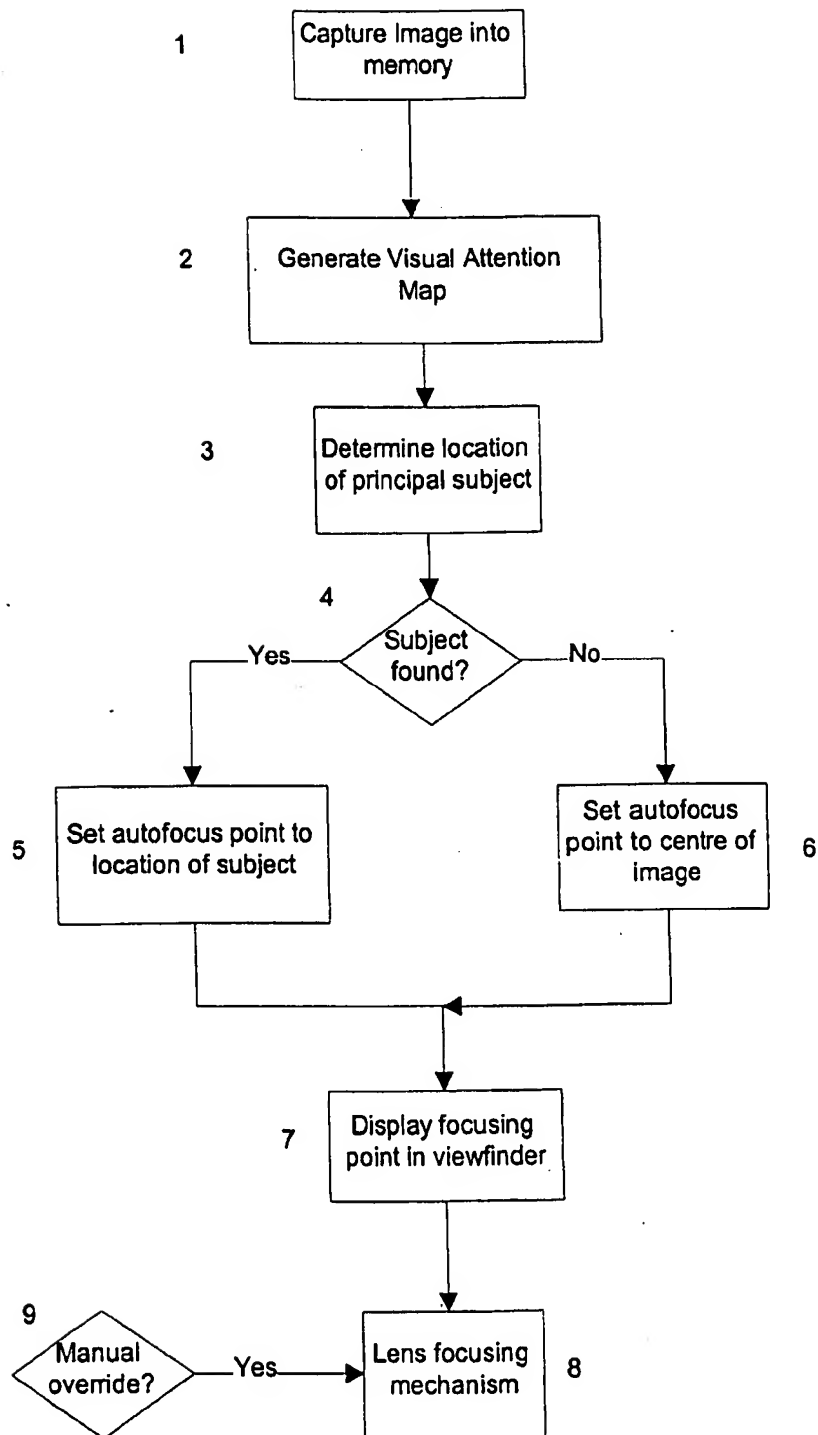 1
Capture Image into
memory
2
Generate Visual Attention
Map
3
Determine location
of principal subject
4
Subject
found?
Yes
No
5
Set autofocus point to
location of subject
Set autofocus
point to centre of
image
6
7
Display focusing
point in viewfinder
9
Manual
override?
Yes
Lens focusing
mechanism
8